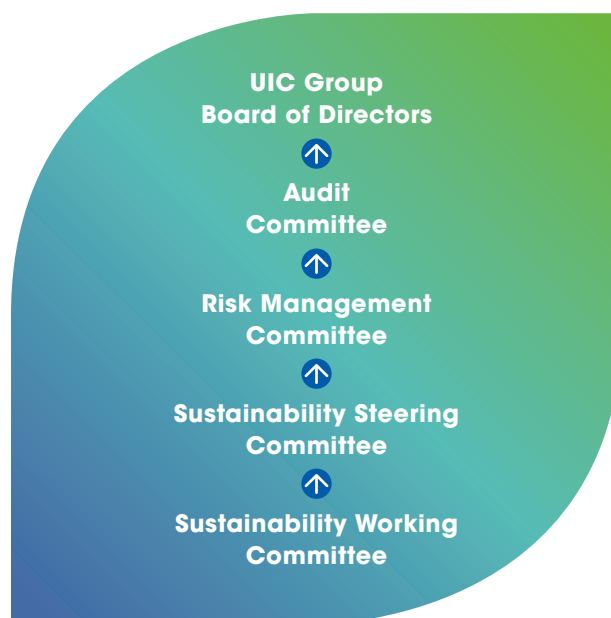 UIC Group
Board of Directors
Audit
Committee
Risk Management
Committee
Sustainability Steering
Committee
Sustainability Working
Committee